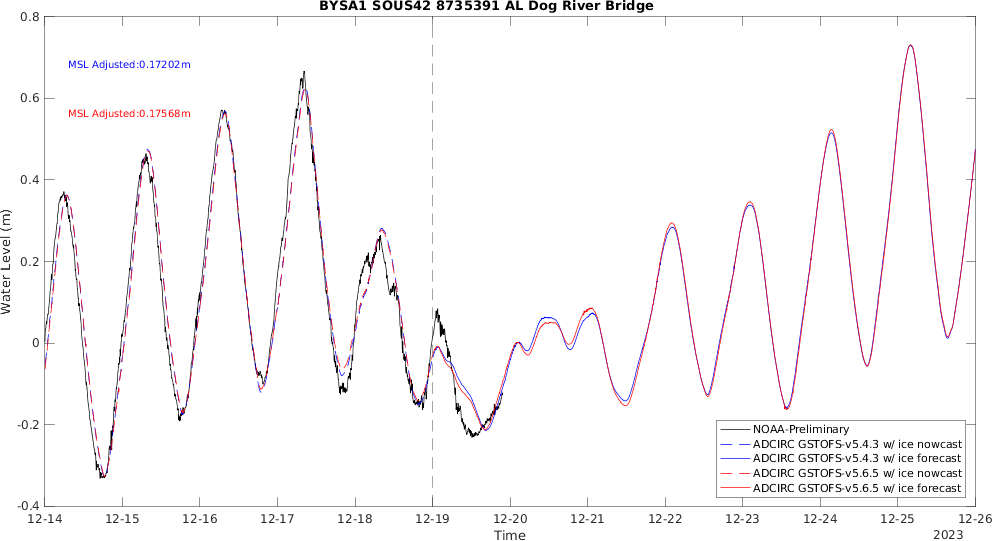 BYSA1 SOUS42 8735391 AL Dog River Bridge
MSL Adjusted:0.17202m
MSL Adjusted:0.17568m
Water Level (m)
0.8
0.6
0.4
0.2
0
-0.2
-0.4
NOAA-Preliminary
ADCIRC GSTOFS-v5.4.3 w/ ice nowcast
ADCIRC GSTOFS-v5.4.3 w/ ice forecast
ADCIRC GSTOFS-v5.6.5 w/ ice nowcast
ADCIRC GSTOFS-v5.6.5 w/ ice forecast
12-14 12-15 12-16 12-17 12-18 12-19 12-20 12-21 12-22 12-23 12-24 12-25 12-26
Time
2023